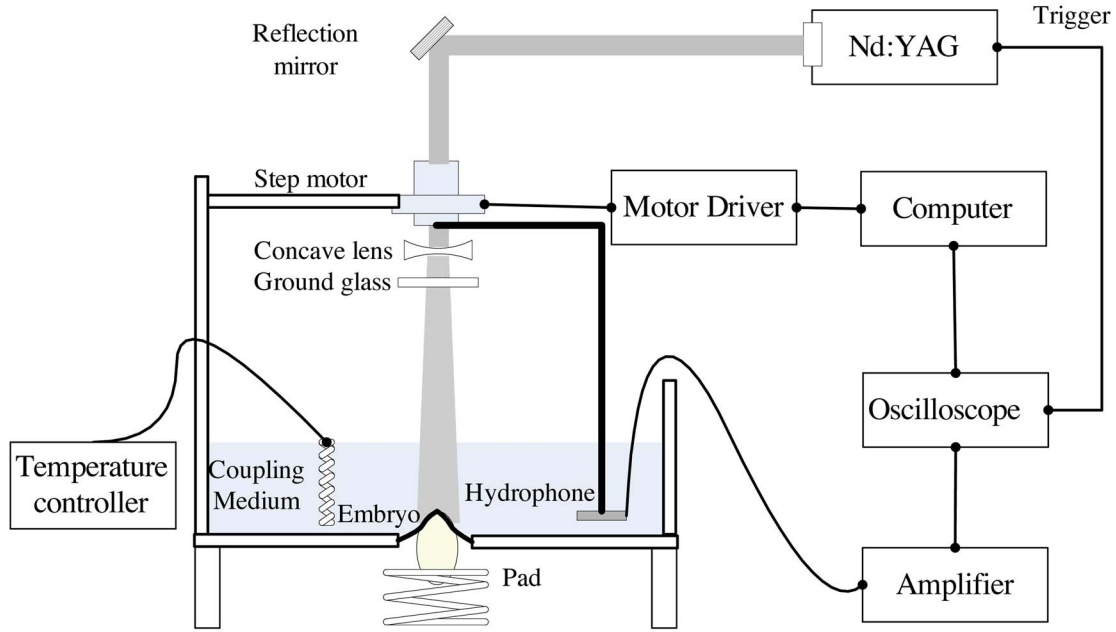 Trigger
Reflection
mirror
Nd:YAG
Step motor
Motor Driver
Computer
Concave lens
Ground glass
Oscilloscope
Temperature
controller
Coupling
Medium
Hydrophone
Embryo
Pad
Amplifier